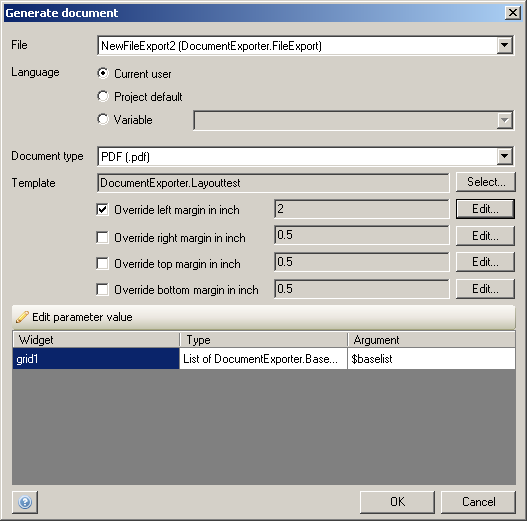 Generate document
File NewFileExport2 (DocumentExporter.FileExport)
Language Current user
Project default
Variable
Document type PDF (.pdf)
Template DocumentExporter.Layouttest Select...
Override left margin in inch 2 Edit...
Override right margin in inch 0.5 Edit...
Override top margin in inch 0.5 Edit...
Override bottom margin in inch 0.5 Edit...
Edit parameter value
Widget Type Argument
grid1 List of DocumentExporter.Base... $baselist
OK Cancel